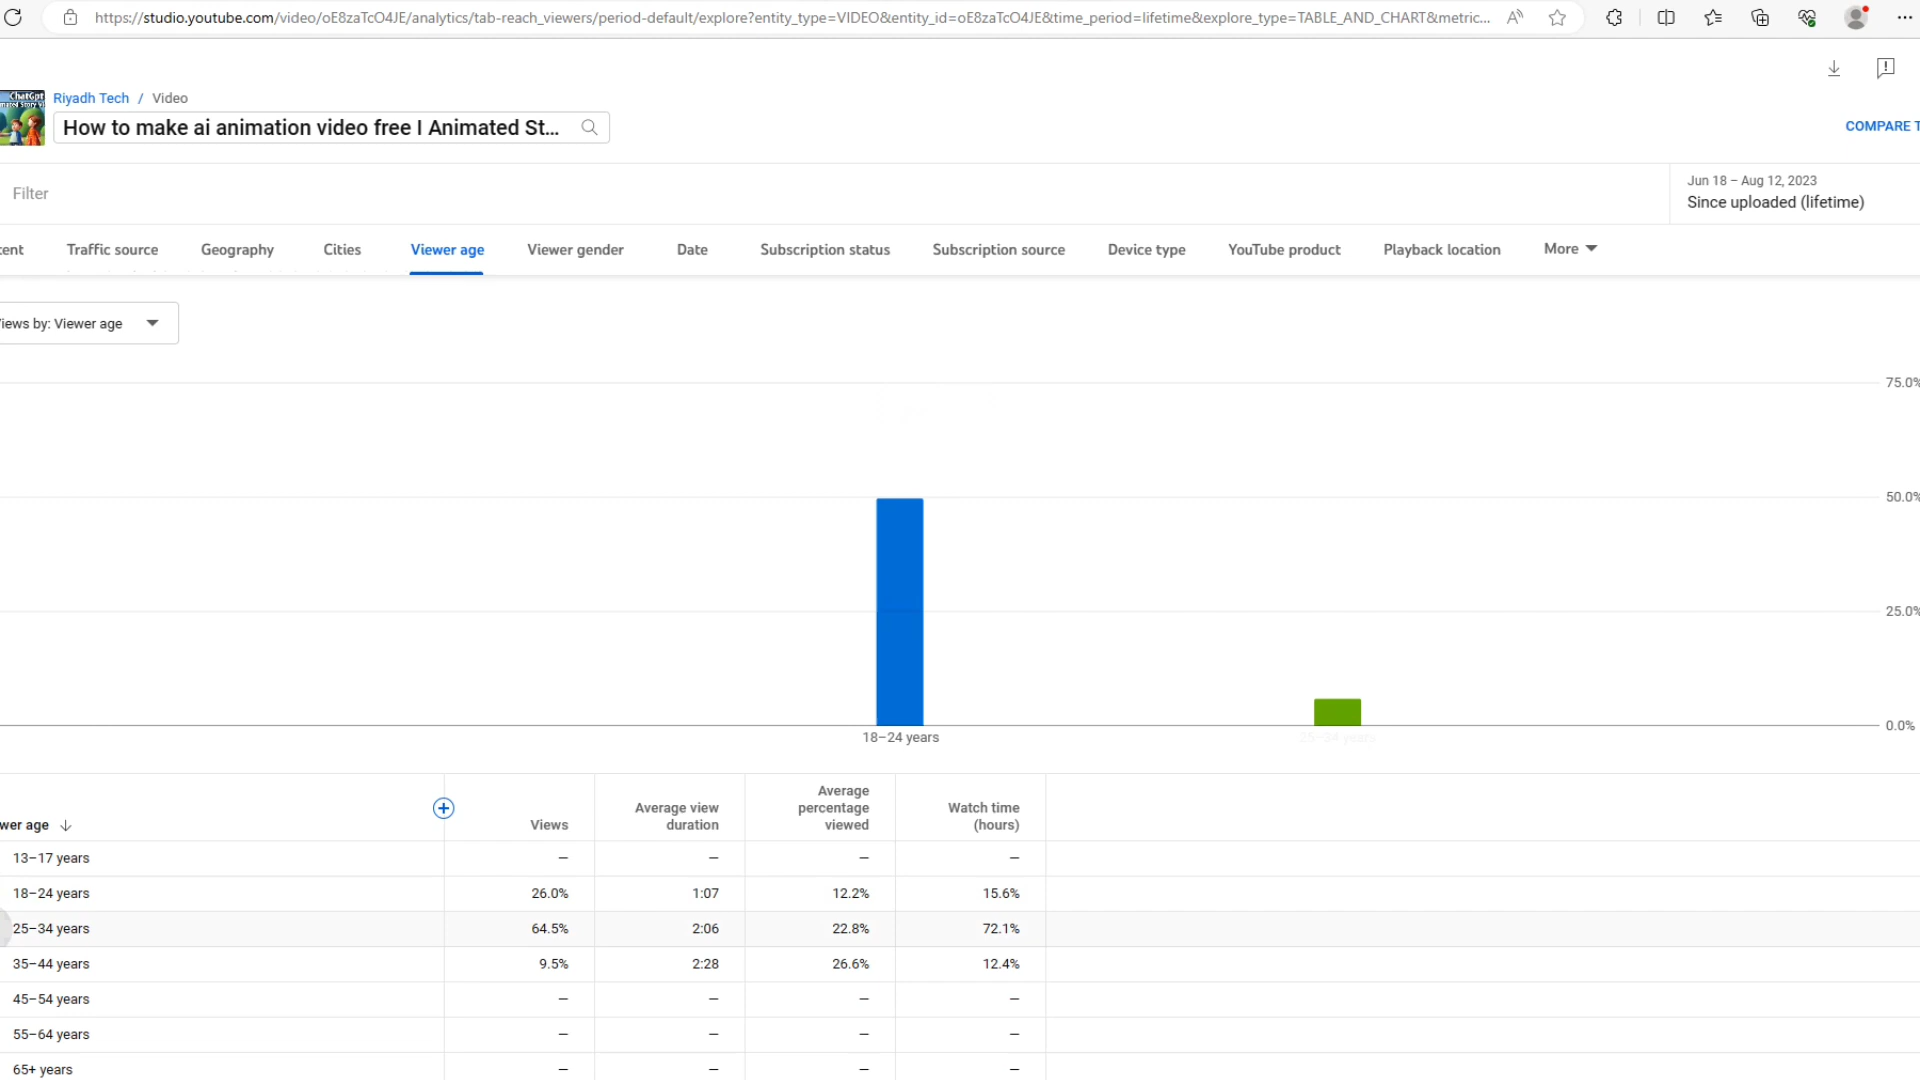 https://studio.youtube.com/video/oE8zaTcO4JE/analytics/tab-reach_viewers/period-default/explore?entity_type=VIDEO&entity_id=oE8zaTcO4JE&time_period=lifetime&explore_type=TABLE_AND_CHART&metric...
ChatGpt
Riyadh Tech / Video
How to make ai animation video free I Animated St...
COMPARE T
Filter
Jun 18 – Aug 12, 2023
Since uploaded (lifetime)
tent Traffic source Geography Cities Viewer age Viewer gender Date Subscription status Subscription source Device type YouTube product Playback location More
iews by: Viewer age
75.0%
50.0%
25.0%
0.0%
18–24 years 25–34 years
wer age Views Average view duration Average percentage viewed Watch time (hours)
13–17 years — — — —
18–24 years 26.0% 1:07 12.2% 15.6%
25–34 years 64.5% 2:06 22.8% 72.1%
35–44 years 9.5% 2:28 26.6% 12.4%
45–54 years — — — —
55–64 years — — — —
65+ years — — — —